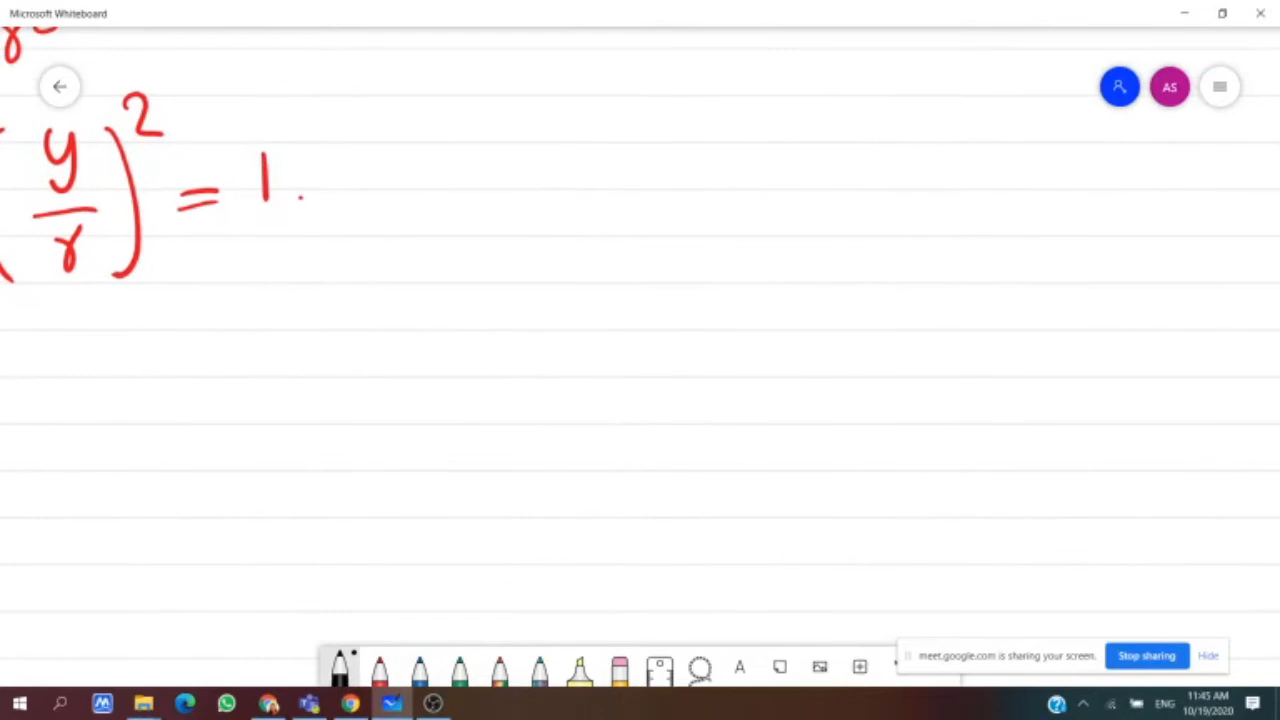 Microsoft Whiteboard
AS
(y/r)² = 1.
A
meet.google.com is sharing your screen. Stop sharing Hide
ENG
11:45 AM
10/19/2020